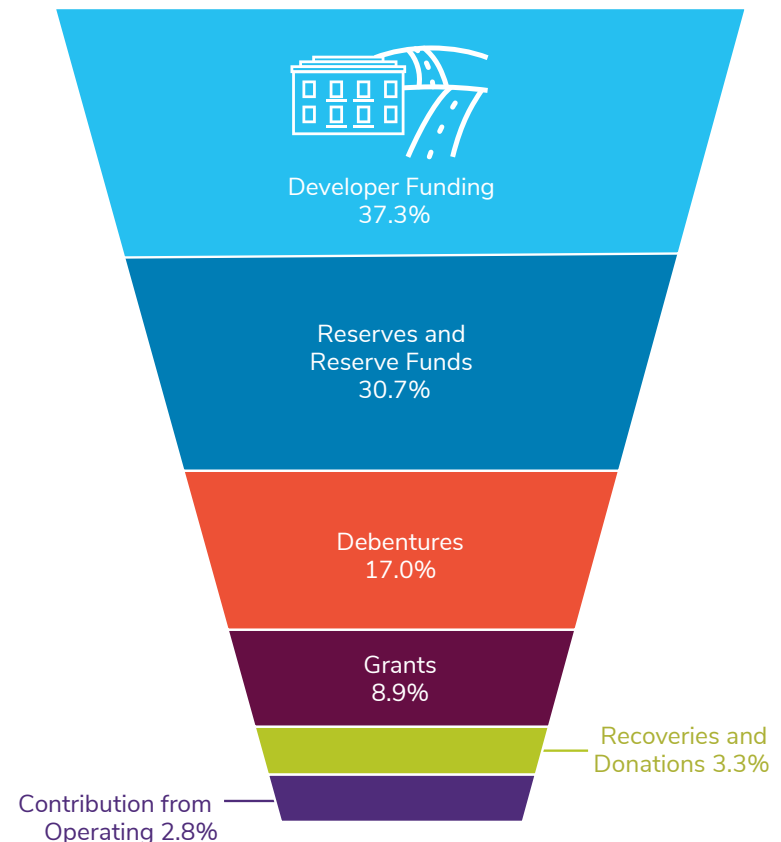 Developer Funding
37.3%
Reserves and
Reserve Funds
30.7%
Debentures
17.0%
Grants
8.9%
Recoveries and
Donations 3.3%
Contribution from
Operating 2.8%